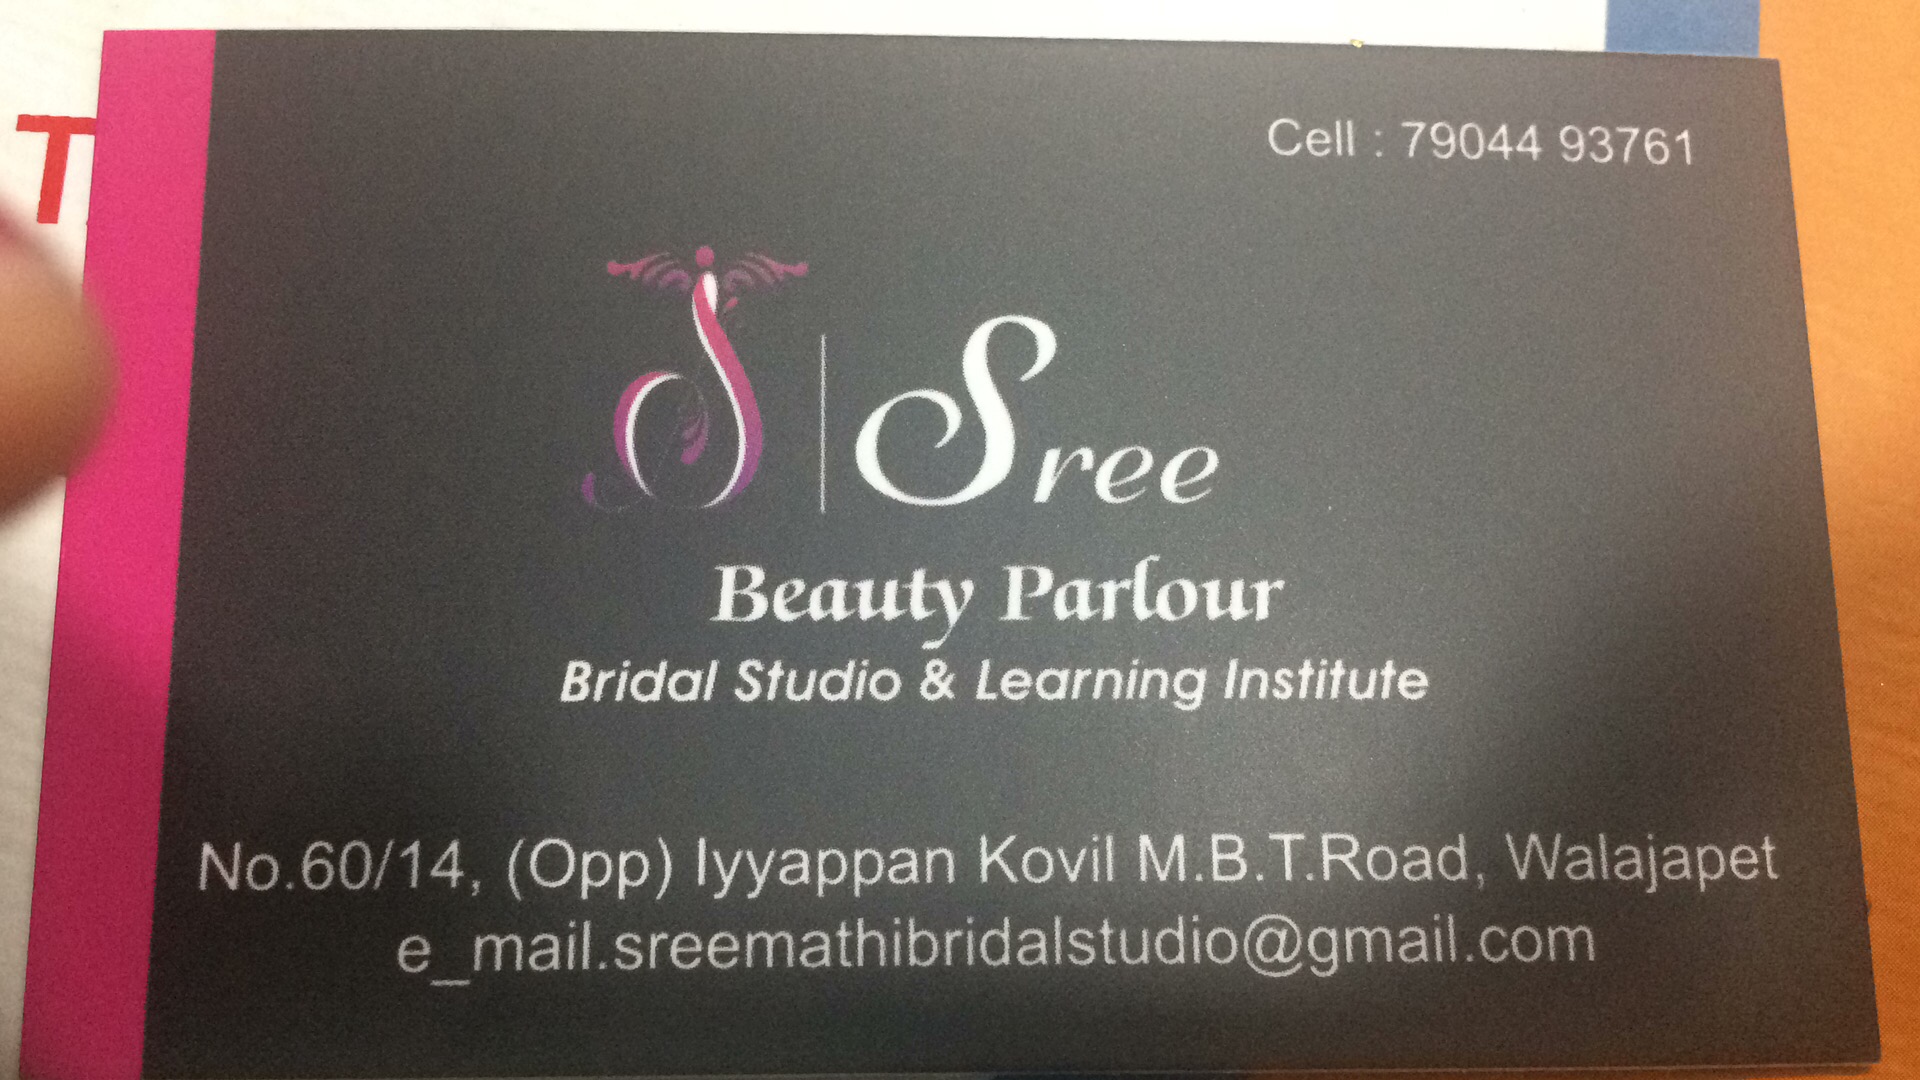 Cell : 79044 93761
Sree
Beauty Parlour
Bridal Studio & Learning Institute
No.60/14, (Opp) Iyyappan Kovil M.B.T.Road, Walajapet
e_mail.sreemathibridalstudio@gmail.com
T